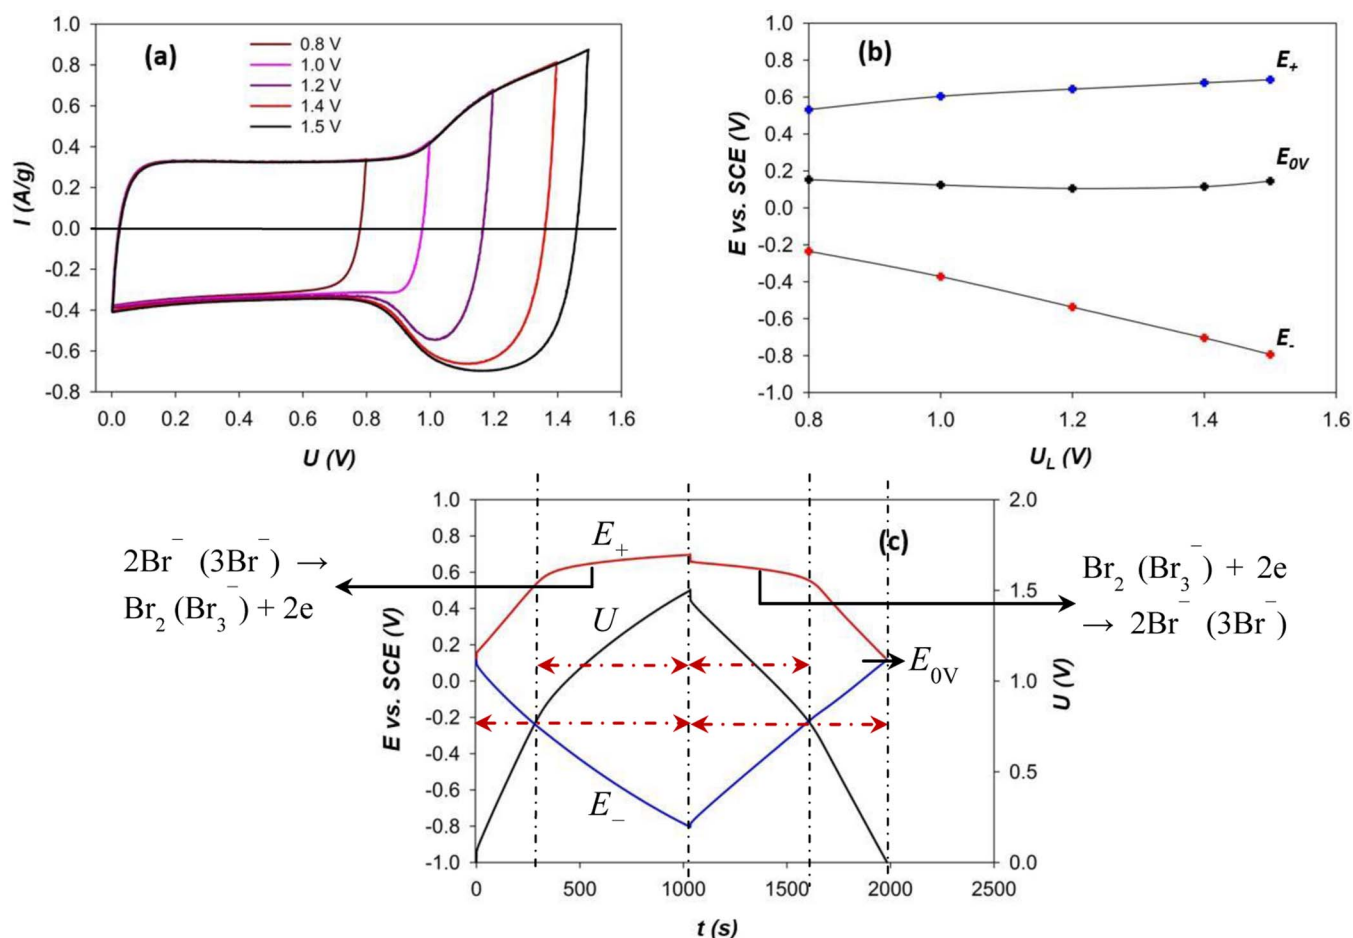 (a)
0.8 V
1.0 V
1.2 V
1.4 V
1.5 V
1.0
0.8
0.6
0.4
0.2
0.0
-0.2
-0.4
-0.6
-0.8
I (A/g)
0.0 0.2 0.4 0.6 0.8 1.0 1.2 1.4 1.6
U (V)
(b)
1.0
0.8
0.6
0.4
0.2
0.0
-0.2
-0.4
-0.6
-0.8
-1.0
E vs. SCE (V)
E₊
E₀V
E₋
0.8 1.0 1.2 1.4 1.6
U_L (V)
(c)
1.0
0.8
0.6
0.4
0.2
0.0
-0.2
-0.4
-0.6
-0.8
-1.0
E vs. SCE (V)
E₊
U
E₋
E₀V
2.0
1.5
1.0
0.5
0.0
U (V)
0 500 1000 1500 2000 2500
t (s)
2Br⁻ (3Br⁻) →
Br₂ (Br₃⁻) + 2e
Br₂ (Br₃⁻) + 2e
→ 2Br⁻ (3Br⁻)